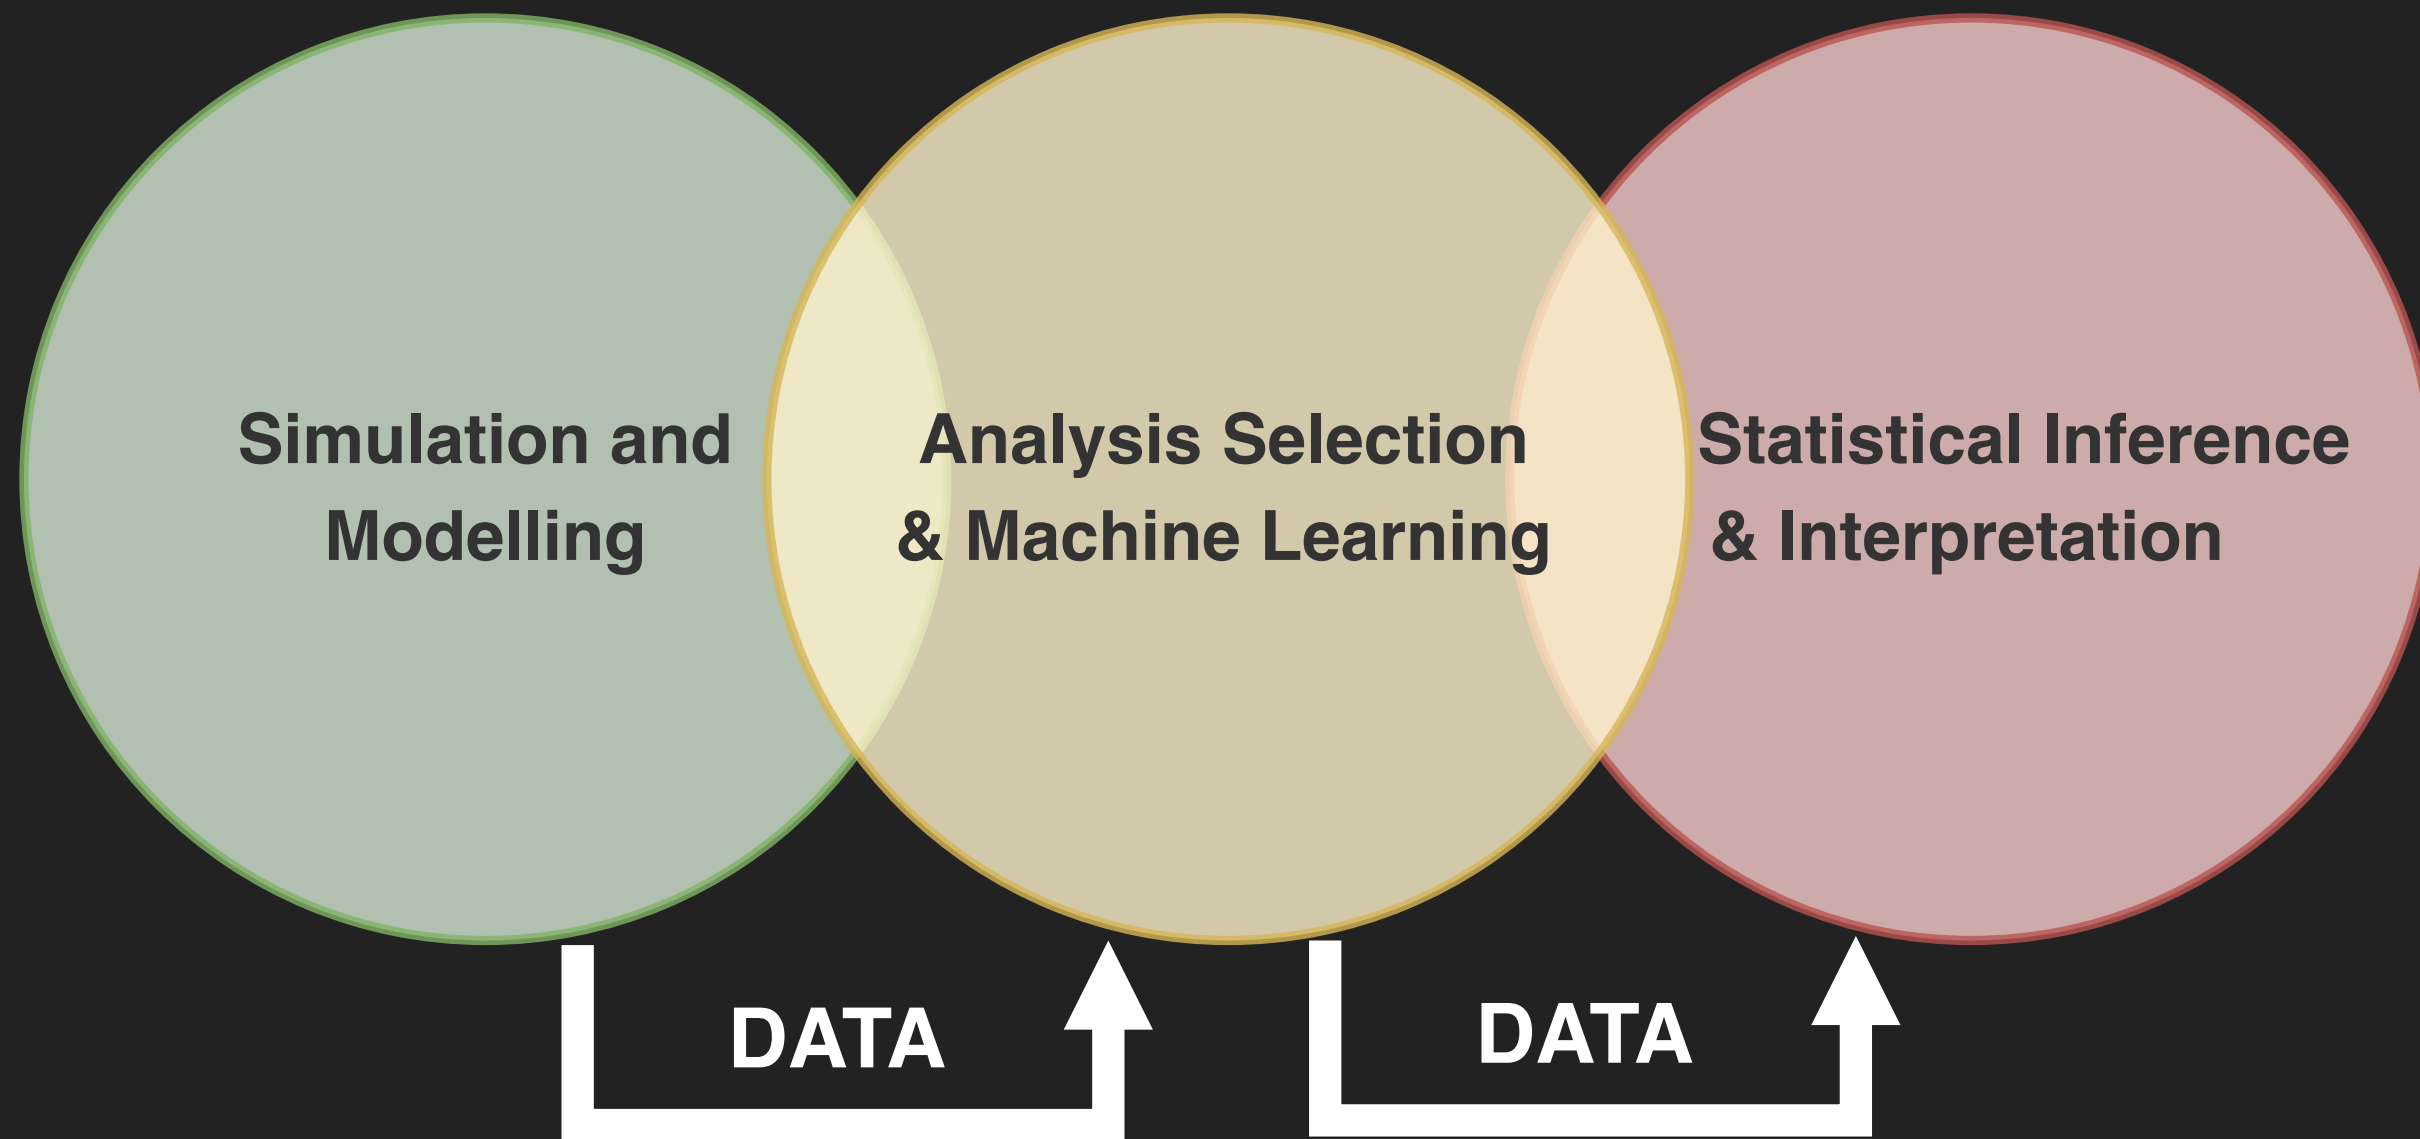 Simulation and
Modelling
Analysis Selection
& Machine Learning
Statistical Inference
& Interpretation
DATA
DATA